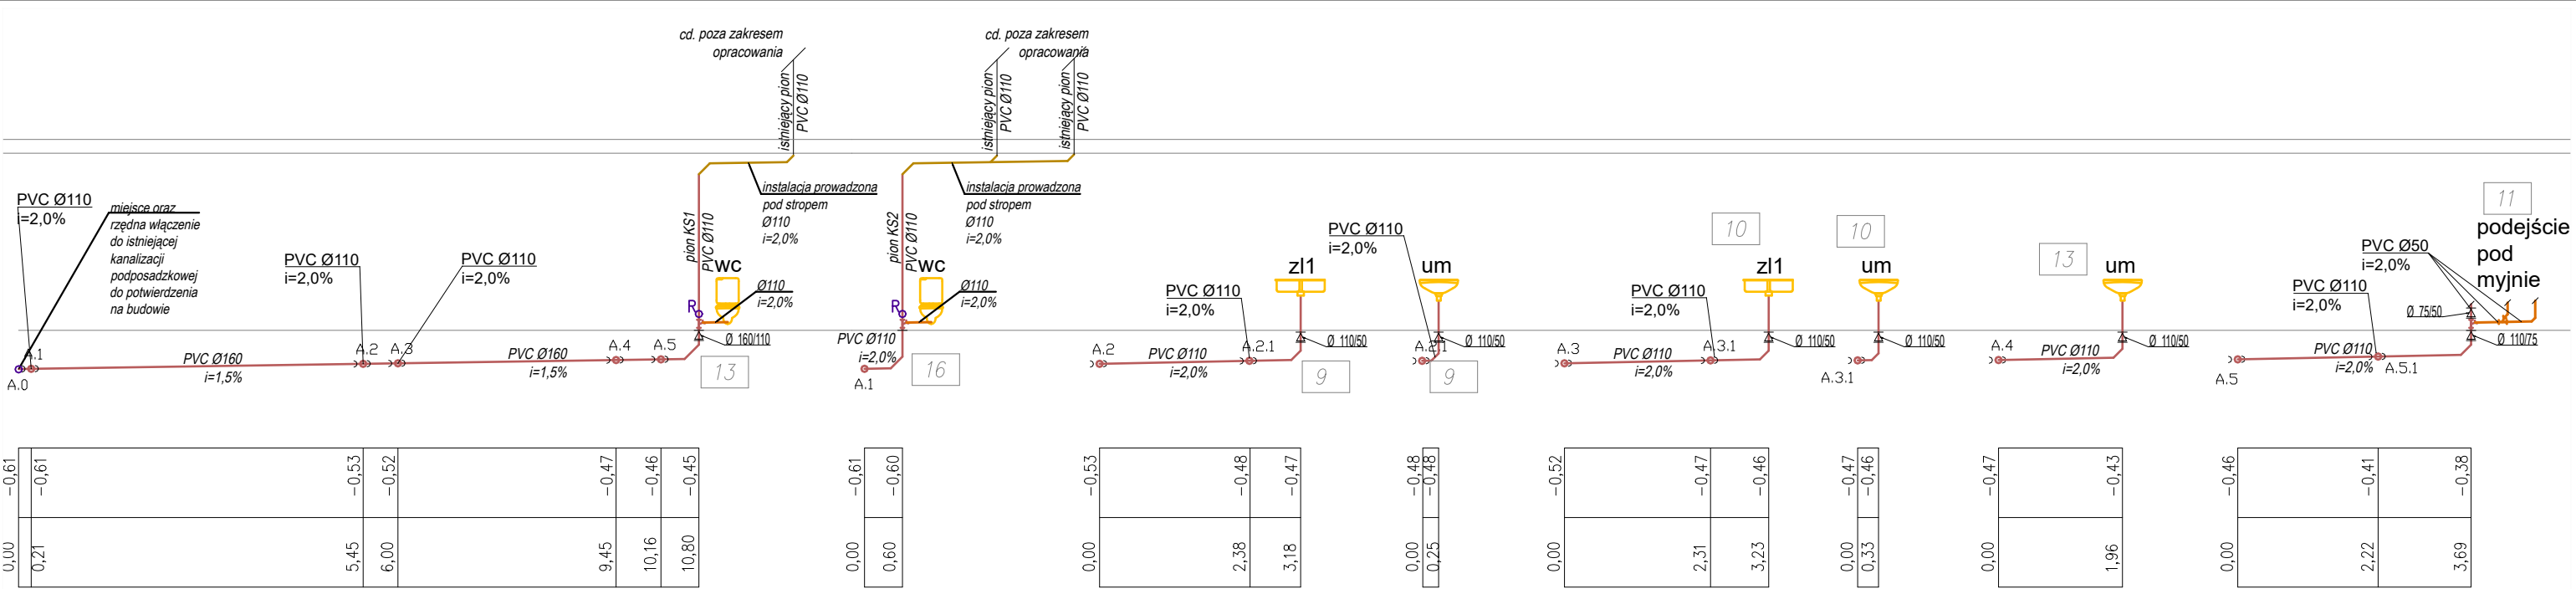 cd. poza zakresem
opracowania
istniejący pion
PVC Ø110
cd. poza zakresem
opracowania
istniejący pion
PVC Ø110
istniejący pion
PVC Ø110
PVC Ø110
i=2,0%
miejsce oraz
rzędna włączenie
do istniejącej
kanalizacji
podposadzkowej
do potwierdzenia
na budowie
PVC Ø110
i=2,0%
PVC Ø110
i=2,0%
pion KS1
PVC Ø110
instalacja prowadzona
pod stropem
Ø110
i=2,0%
wc
Ø110
i=2,0%
R
Ø 160/110
13
pion KS2
PVC Ø110
instalacja prowadzona
pod stropem
Ø110
i=2,0%
wc
Ø110
i=2,0%
R
PVC Ø110
i=2,0%
16
A.0
A.1
PVC Ø160
i=1,5%
A.2
A.3
PVC Ø160
i=1,5%
A.4
A.5
A.1
PVC Ø110
i=2,0%
zl1
Ø 110/50
A.2
PVC Ø110
i=2,0%
A.2.1
9
PVC Ø110
i=2,0%
um
Ø 110/50
A.2.1
9
PVC Ø110
i=2,0%
10
zl1
Ø 110/50
A.3
PVC Ø110
i=2,0%
A.3.1
10
um
Ø 110/50
A.3.1
13
um
Ø 110/50
A.4
PVC Ø110
i=2,0%
11
podejście
pod
myjnie
PVC Ø50
i=2,0%
PVC Ø110
i=2,0%
Ø 75/50
Ø 110/75
A.5
PVC Ø110
i=2,0%
A.5.1
-0,61
-0,61
-0,53
-0,52
-0,47
-0,46
-0,45
0,00
0,21
5,45
6,00
9,45
10,16
10,80
-0,61
-0,60
0,00
0,60
-0,53
-0,48
-0,47
0,00
2,38
3,18
-0,48
-0,48
0,00
0,25
-0,52
-0,47
-0,46
0,00
2,31
3,23
-0,47
-0,46
0,00
0,33
-0,47
-0,43
0,00
1,96
-0,46
-0,41
-0,38
0,00
2,22
3,69